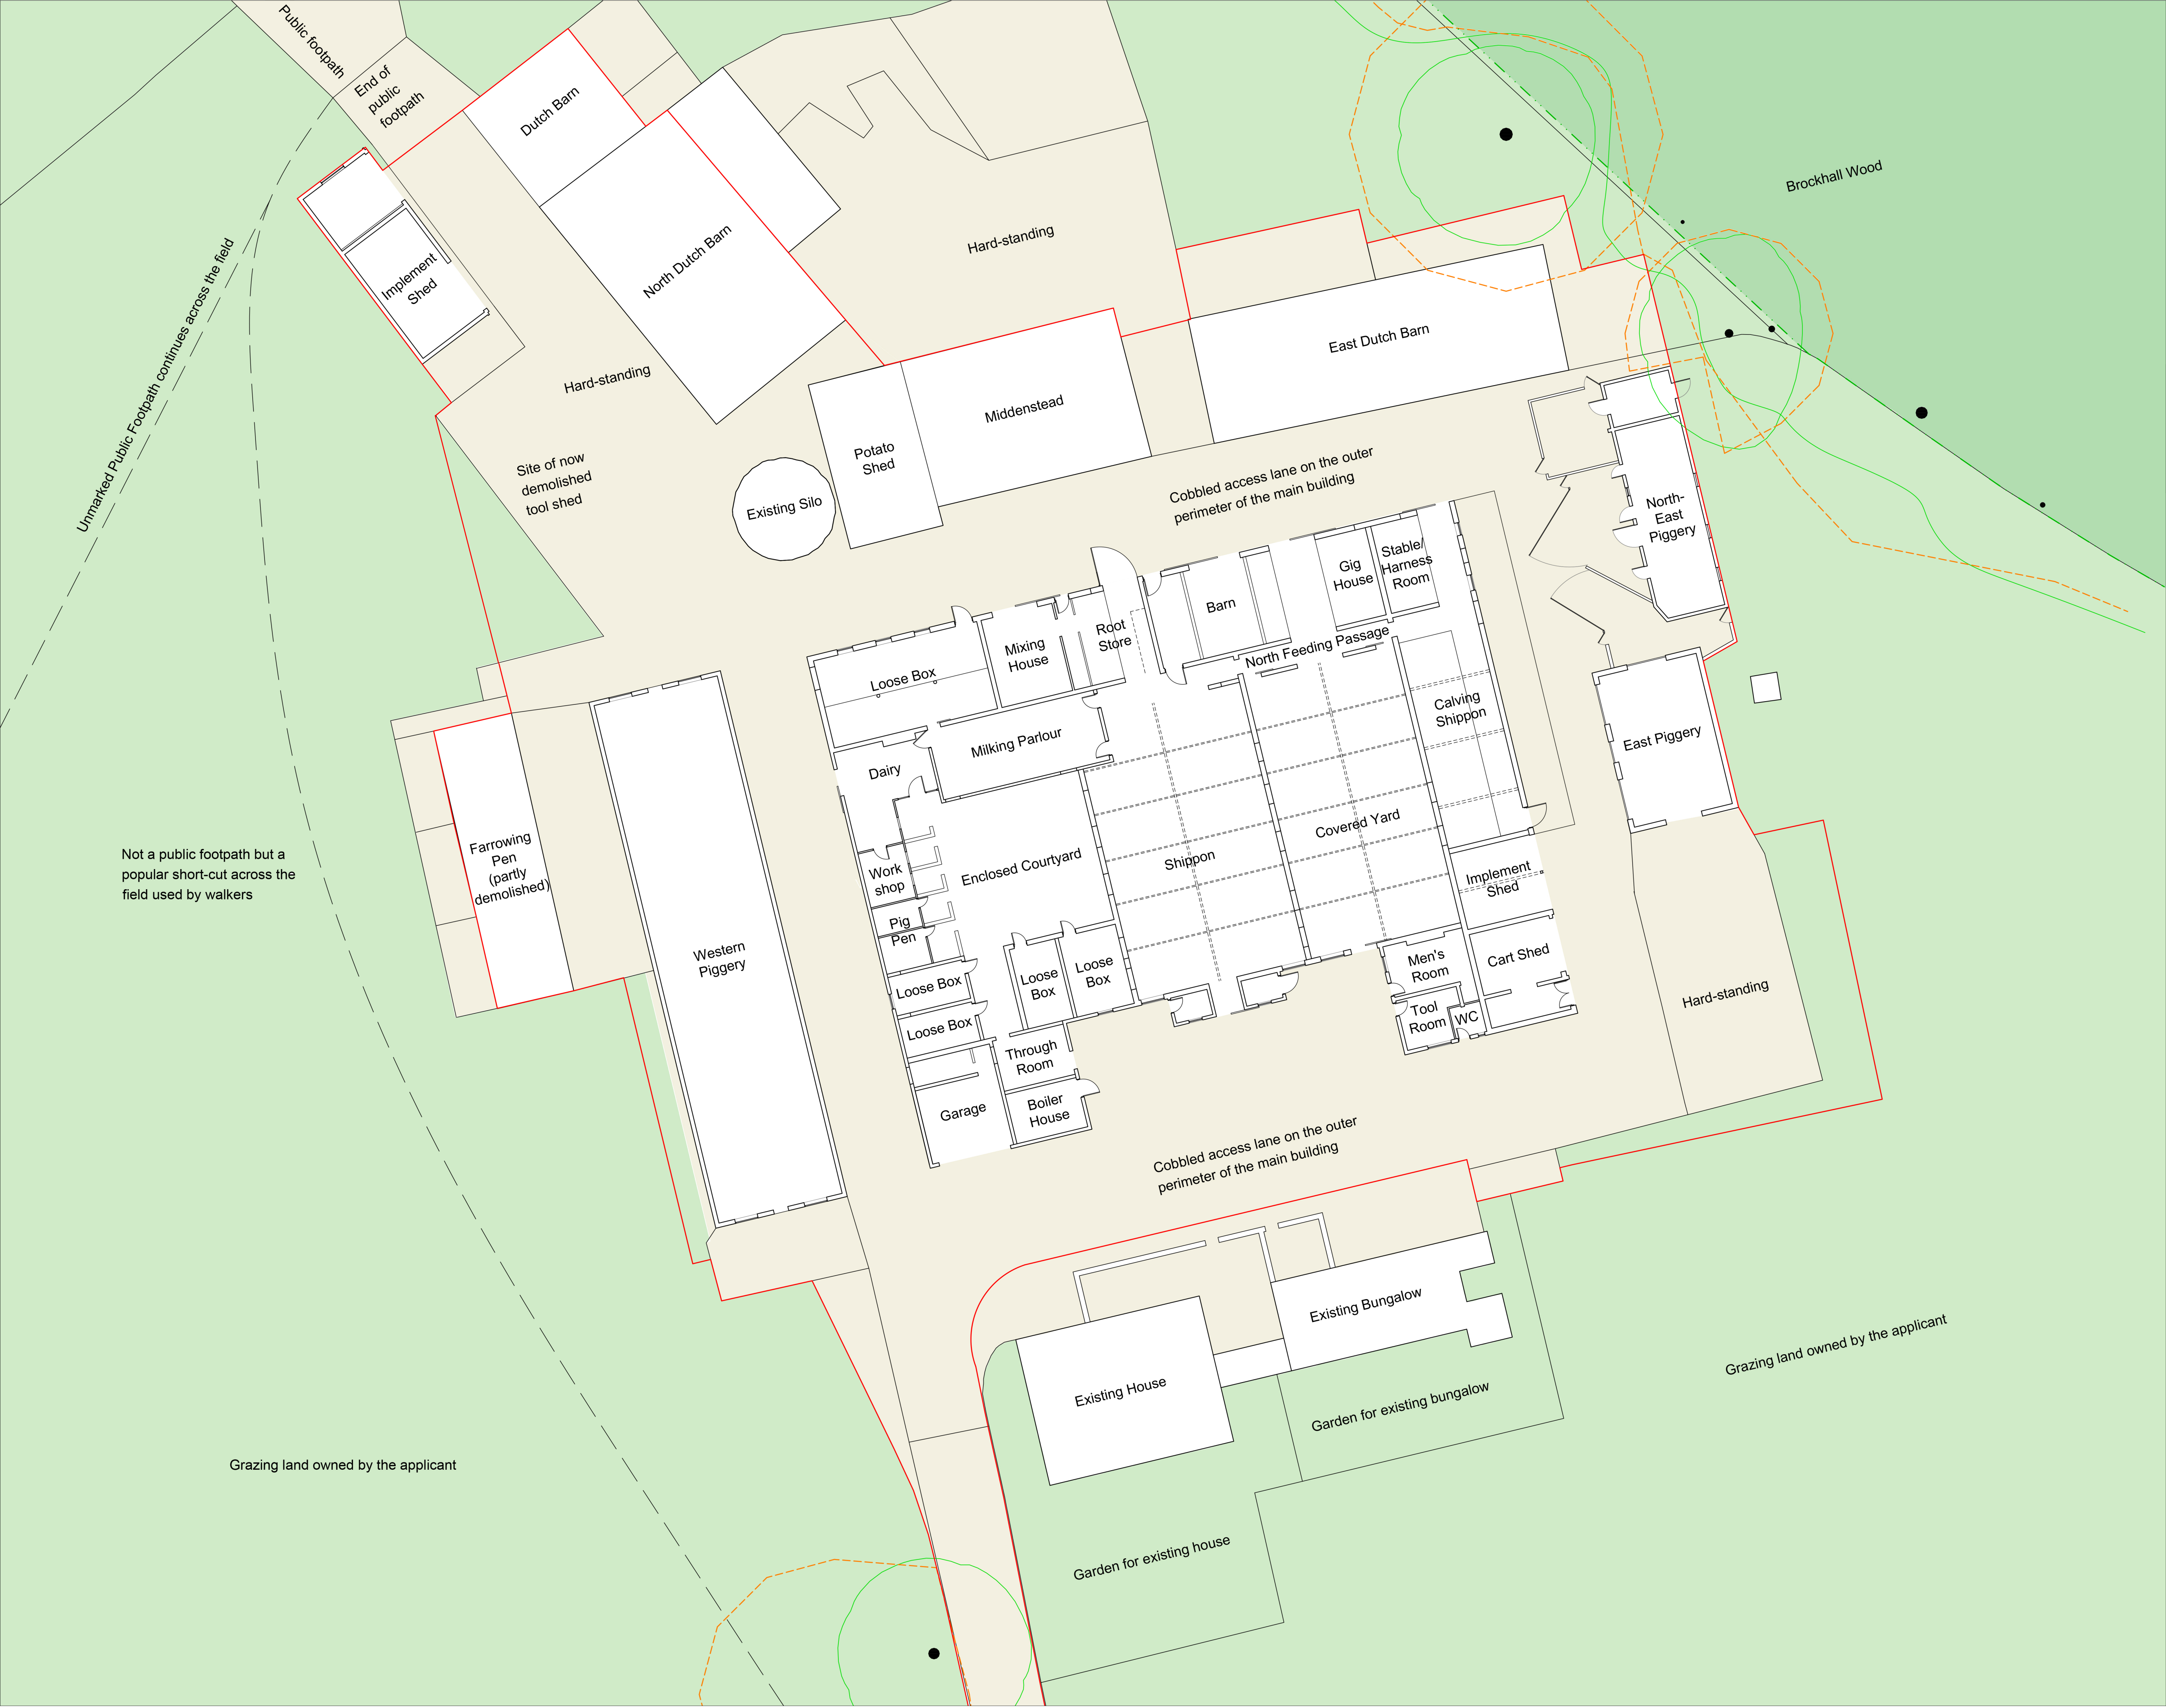 Public footpath
End of
public
footpath
Dutch Barn
Brockhall Wood
North Dutch Barn
Hard-standing
Unmarked Public Footpath continues across the field
Implement
Shed
East Dutch Barn
Hard-standing
Middenstead
Potato
Shed
Site of now
demolished
tool shed
Existing Silo
Cobbled access lane on the outer
perimeter of the main building
North-
East
Piggery
Gig
House
Stable/
Harness
Room
Barn
Root
Store
Mixing
House
North Feeding Passage
Loose Box
Calving
Shippon
Milking Parlour
East Piggery
Dairy
Covered Yard
Farrowing
Pen
(partly
demolished)
Not a public footpath but a
popular short-cut across the
field used by walkers
Enclosed Courtyard
Shippon
Work
shop
Implement
Shed
Pig
Pen
Western
Piggery
Loose
Box
Loose
Box
Men's
Room
Cart Shed
Loose Box
Hard-standing
Loose Box
Tool
Room
WC
Through
Room
Garage
Boiler
House
Cobbled access lane on the outer
perimeter of the main building
Existing Bungalow
Grazing land owned by the applicant
Existing House
Garden for existing bungalow
Grazing land owned by the applicant
Garden for existing house